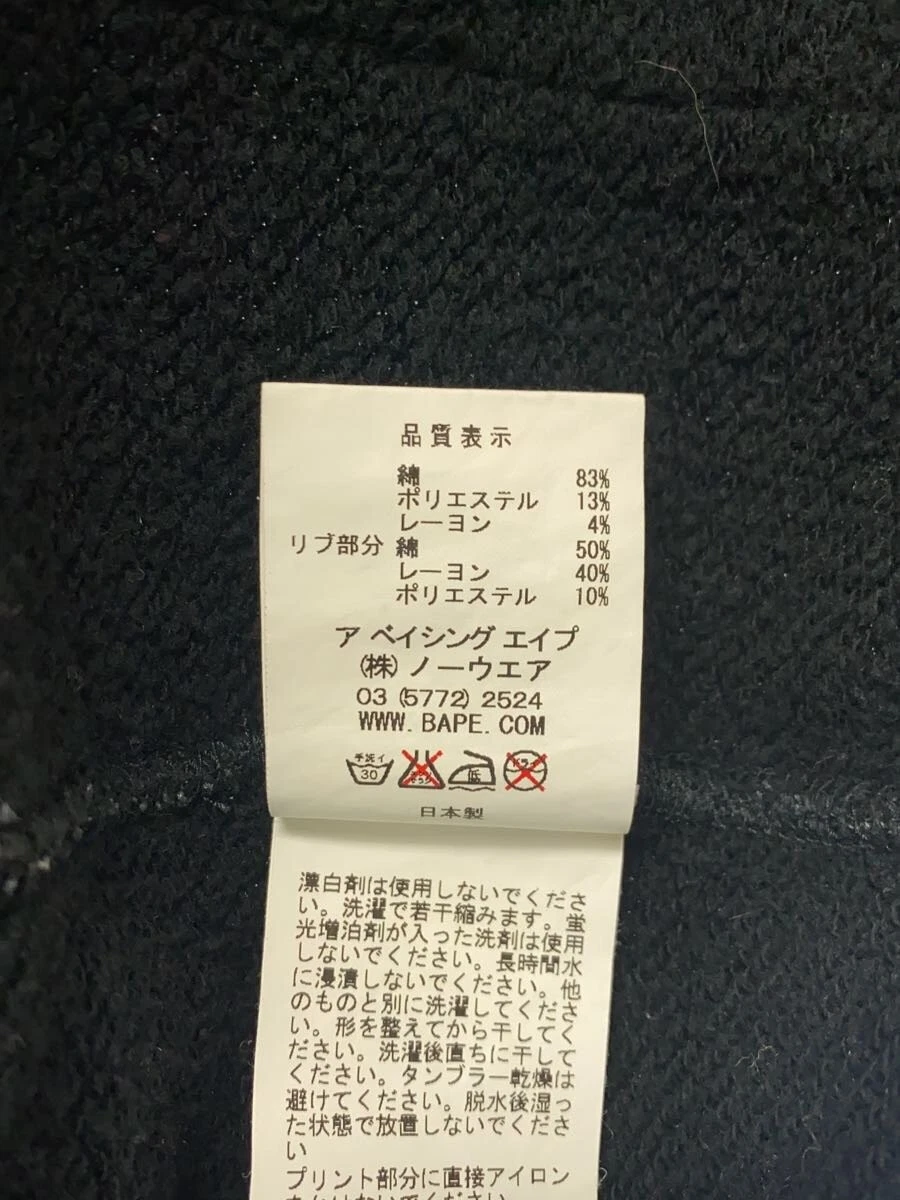 品質表示
綿 83%
ポリエステル 13%
レーヨン 4%
リブ部分 綿 50%
レーヨン 40%
ポリエステル 10%
ア ベイシング エイプ
(株) ノーウエア
03 (5772) 2524
WWW. BAPE. COM
手洗イ 30 低 ドライ
日本製
漂白剤は使用しないでくださ
い。洗濯で若干縮みます。蛍
光増泊剤が入った洗剤は使用
しないでください。長時間水
に浸漬しないでください。他
のものと別に洗濯してくださ
い。形を整えてから干してく
ださい。洗濯後直ちに干して
ください。タンブラー乾燥は
避けてください。脱水後湿っ
た状態で放置しないでくださ
い
プリント部分に直接アイロン